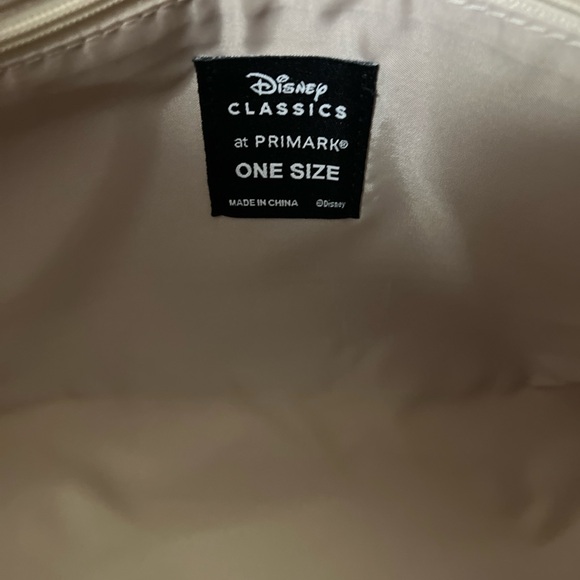 Disney
CLASSICS
at PRIMARK®
ONE SIZE
MADE IN CHINA ©Disney